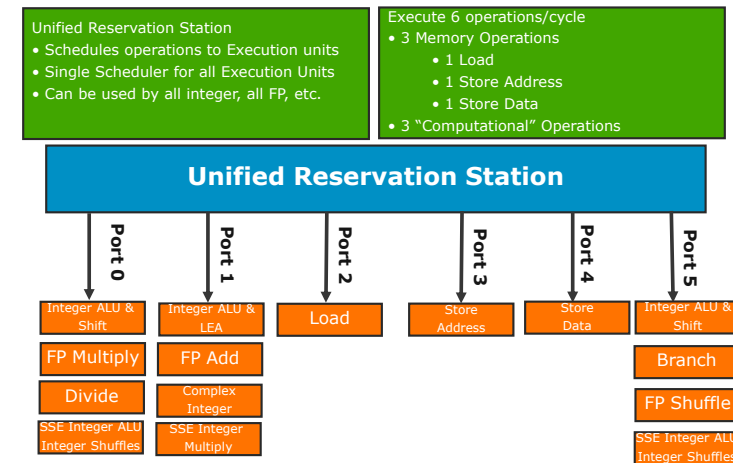 Unified Reservation Station
• Schedules operations to Execution units
• Single Scheduler for all Execution Units
• Can be used by all integer, all FP, etc.
Execute 6 operations/cycle
• 3 Memory Operations
• 1 Load
• 1 Store Address
• 1 Store Data
• 3 “Computational” Operations
Unified Reservation Station
Port 0
Port 1
Port 2
Port 3
Port 4
Port 5
Integer ALU &
Shift
FP Multiply
Divide
SSE Integer ALU
Integer Shuffles
Integer ALU &
LEA
FP Add
Complex
Integer
SSE Integer
Multiply
Load
Store
Address
Store
Data
Integer ALU &
Shift
Branch
FP Shuffle
SSE Integer ALU
Integer Shuffles